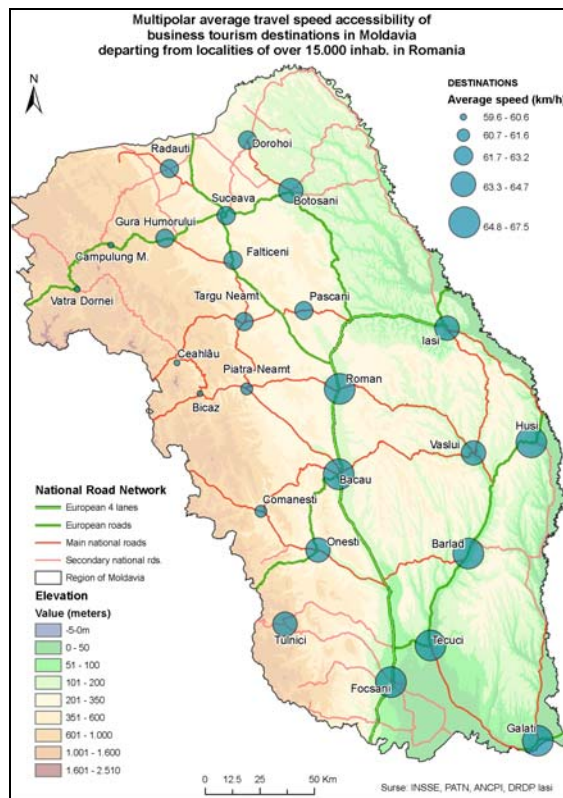 Multipolar average travel speed accessibility of
business tourism destinations in Moldavia
departing from localities of over 15.000 inhab. in Romania
N
DESTINATIONS
Average speed (km/h)
59.6 - 60.6
60.7 - 61.6
61.7 - 63.2
63.3 - 64.7
64.8 - 67.5
Dorohoi
Radauti
Botosani
Suceava
Gura Humorului
Campulung M.
Falticeni
Vatra Dornei
Targu Neamt
Pascani
Iasi
Ceahlău
Piatra-Neamt
Roman
Bicaz
Husi
Vaslui
Bacau
Comanesti
Onesti
Barlad
Tulnici
Tecuci
Focsani
Galati
National Road Network
European 4 lanes
European roads
Main national roads
Secondary national rds.
Region of Moldavia
Elevation
Value (meters)
-5-0m
0 - 50
51 - 100
101 - 200
201 - 350
351 - 600
601 - 1.000
1.001 - 1.600
1.601 - 2.510
0 12.5 25 50 Km
Surse: INSSE, PATN, ANCPI, DRDP Iasi